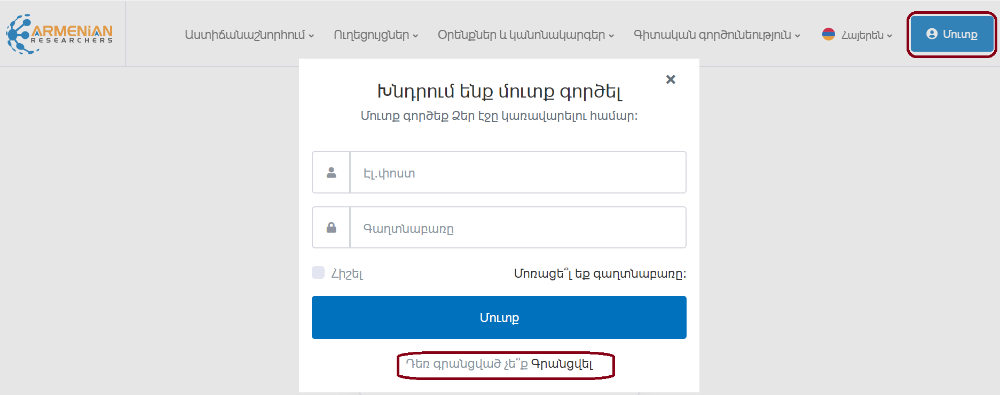 ARMENiAN
RESEARCHERS
Աստիճանաշնորհում Ուղեցույցներ Օրենքներ և կանոնակարգեր Գիտական գործունեություն Հայերեն Մուտք
Խնդրում ենք մուտք գործել
Մուտք գործեք Ձեր էջը կառավարելու համար:
Էլ.փոստ
Գաղտնաբառը
Հիշել Մոռացե՞լ եք գաղտնաբառը:
Մուտք
Դեռ գրանցված չե՞ք Գրանցվել